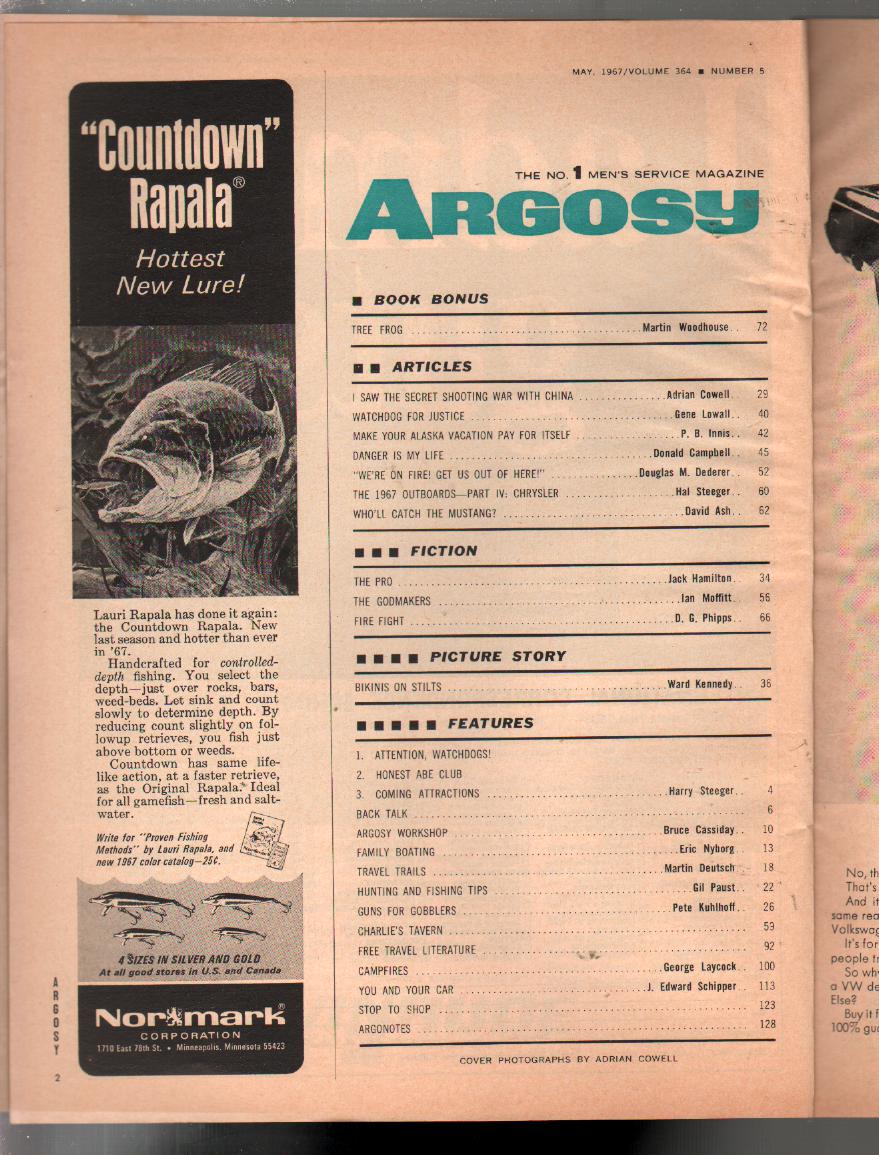 "Countdown"
Rapala®
Hottest
New Lure!
Lauri Rapala has done it again:
the Countdown Rapala. New
last season and hotter than ever
in '67.
Handcrafted for controlled-
depth fishing. You select the
depth—just over rocks, bars,
weed-beds. Let sink and count
slowly to determine depth. By
reducing count slightly on fol-
lowup retrieves, you fish just
above bottom or weeds.
Countdown has same life-
like action, at a faster retrieve,
as the Original Rapala.® Ideal
for all gamefish—fresh and salt-
water.
Write for "Proven Fishing
Methods" by Lauri Rapala, and
new 1967 color catalog—25¢.
4 SIZES IN SILVER AND GOLD
At all good stores in U.S. and Canada
Normark®
CORPORATION
1710 East 78th St. • Minneapolis, Minnesota 55423
ARGOSY
2
MAY, 1967/VOLUME 364 ■ NUMBER 5
THE NO. 1 MEN'S SERVICE MAGAZINE
ARGOSY
■ BOOK BONUS
TREE FROG ........ Martin Woodhouse.. 72
■ ■ ARTICLES
I SAW THE SECRET SHOOTING WAR WITH CHINA ........ Adrian Cowell.. 29
WATCHDOG FOR JUSTICE ........ Gene Lowall.. 40
MAKE YOUR ALASKA VACATION PAY FOR ITSELF ........ P. B. Innis.. 42
DANGER IS MY LIFE ........ Donald Campbell.. 45
"WE'RE ON FIRE! GET US OUT OF HERE!" ........ Douglas M. Dederer.. 52
THE 1967 OUTBOARDS—PART IV: CHRYSLER ........ Hal Steeger.. 60
WHO'LL CATCH THE MUSTANG? ........ David Ash.. 62
■ ■ ■ FICTION
THE PRO ........ Jack Hamilton.. 34
THE GODMAKERS ........ Ian Moffitt.. 56
FIRE FIGHT ........ D. G. Phipps.. 66
■ ■ ■ ■ PICTURE STORY
BIKINIS ON STILTS ........ Ward Kennedy.. 36
■ ■ ■ ■ ■ FEATURES
1. ATTENTION, WATCHDOGS!
2. HONEST ABE CLUB
3. COMING ATTRACTIONS ........ Harry Steeger.. 4
BACK TALK ........ 6
ARGOSY WORKSHOP ........ Bruce Cassiday.. 10
FAMILY BOATING ........ Eric Nyborg.. 13
TRAVEL TRAILS ........ Martin Deutsch.. 18
HUNTING AND FISHING TIPS ........ Gil Paust.. 22
GUNS FOR GOBBLERS ........ Pete Kuhlhoff.. 26
CHARLIE'S TAVERN ........ 59
FREE TRAVEL LITERATURE ........ 92
CAMPFIRES ........ George Laycock.. 100
YOU AND YOUR CAR ........ J. Edward Schipper.. 113
STOP TO SHOP ........ 123
ARGONOTES ........ 128
COVER PHOTOGRAPHS BY ADRIAN COWELL
No, th
That's
And it
same rea
Volkswag
It's for
people tr
So why
a VW de
Else?
Buy it f
100% gua